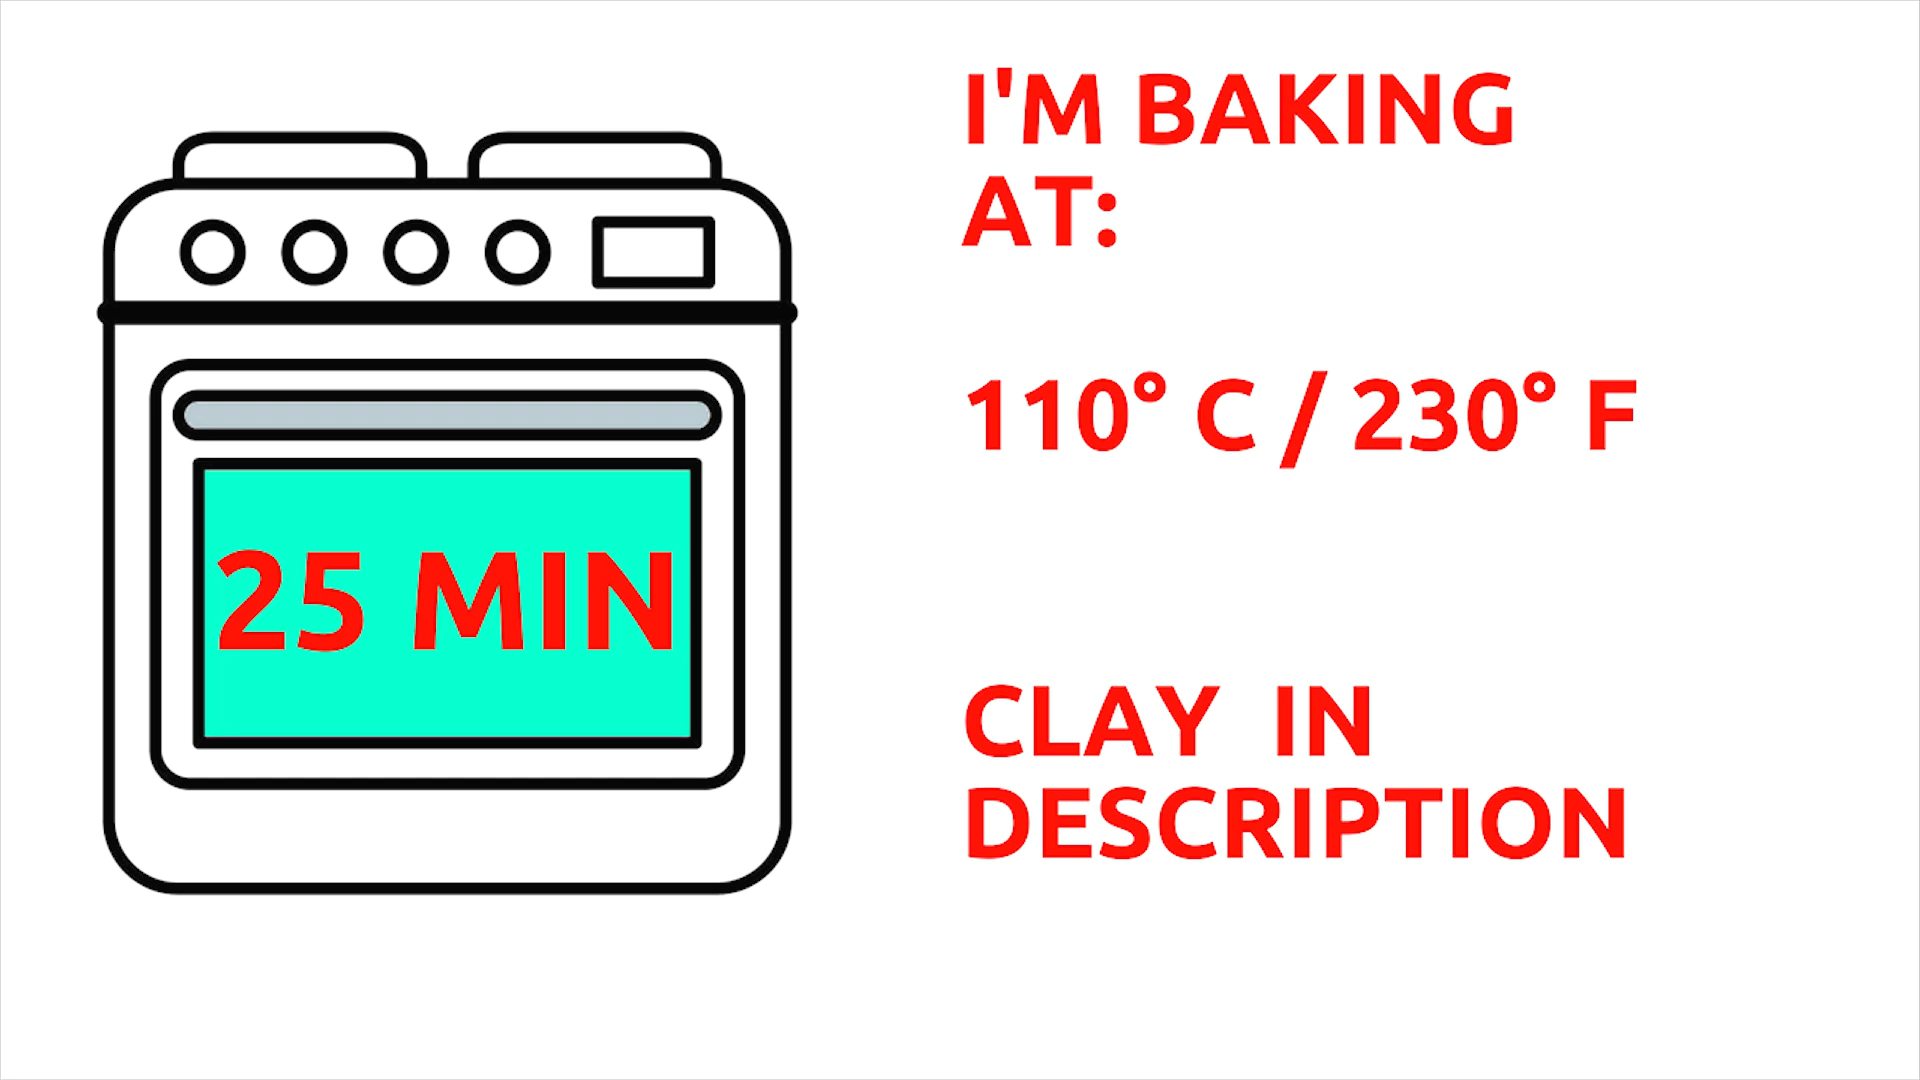 I'M BAKING
AT:
110° C / 230° F
25 MIN
CLAY IN
DESCRIPTION